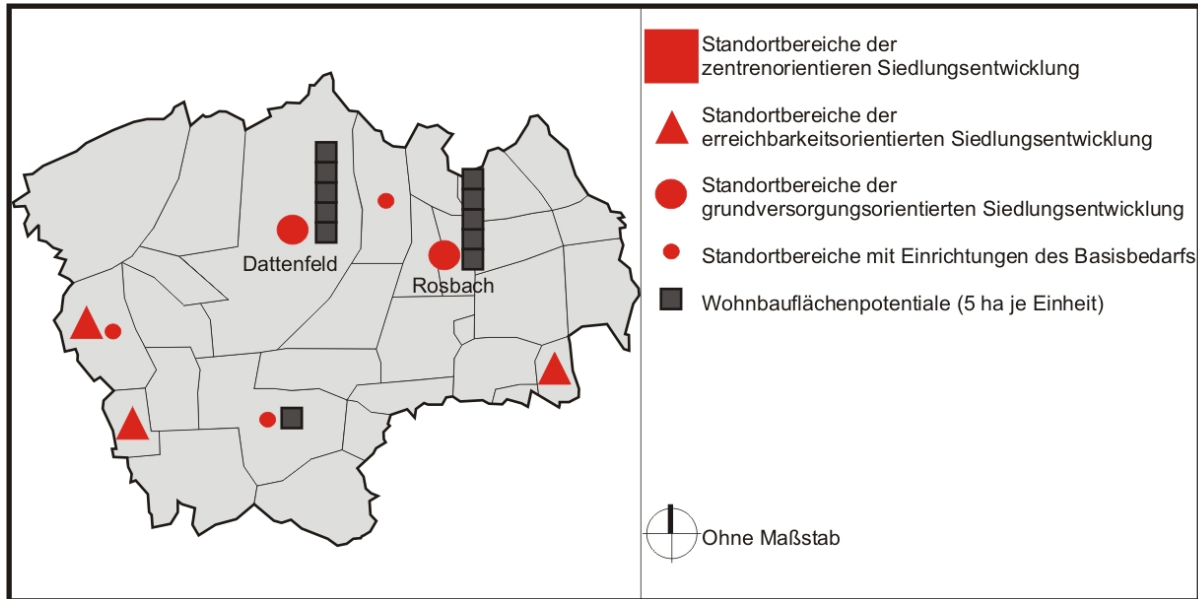 Dattenfeld
Rosbach
Standortbereiche der
zentrenorientieren Siedlungsentwicklung
Standortbereiche der
erreichbarkeitsorientierten Siedlungsentwicklung
Standortbereiche der
grundversorgungsorientierten Siedlungsentwicklung
Standortbereiche mit Einrichtungen des Basisbedarfs
Wohnbauflächenpotentiale (5 ha je Einheit)
Ohne Maßstab